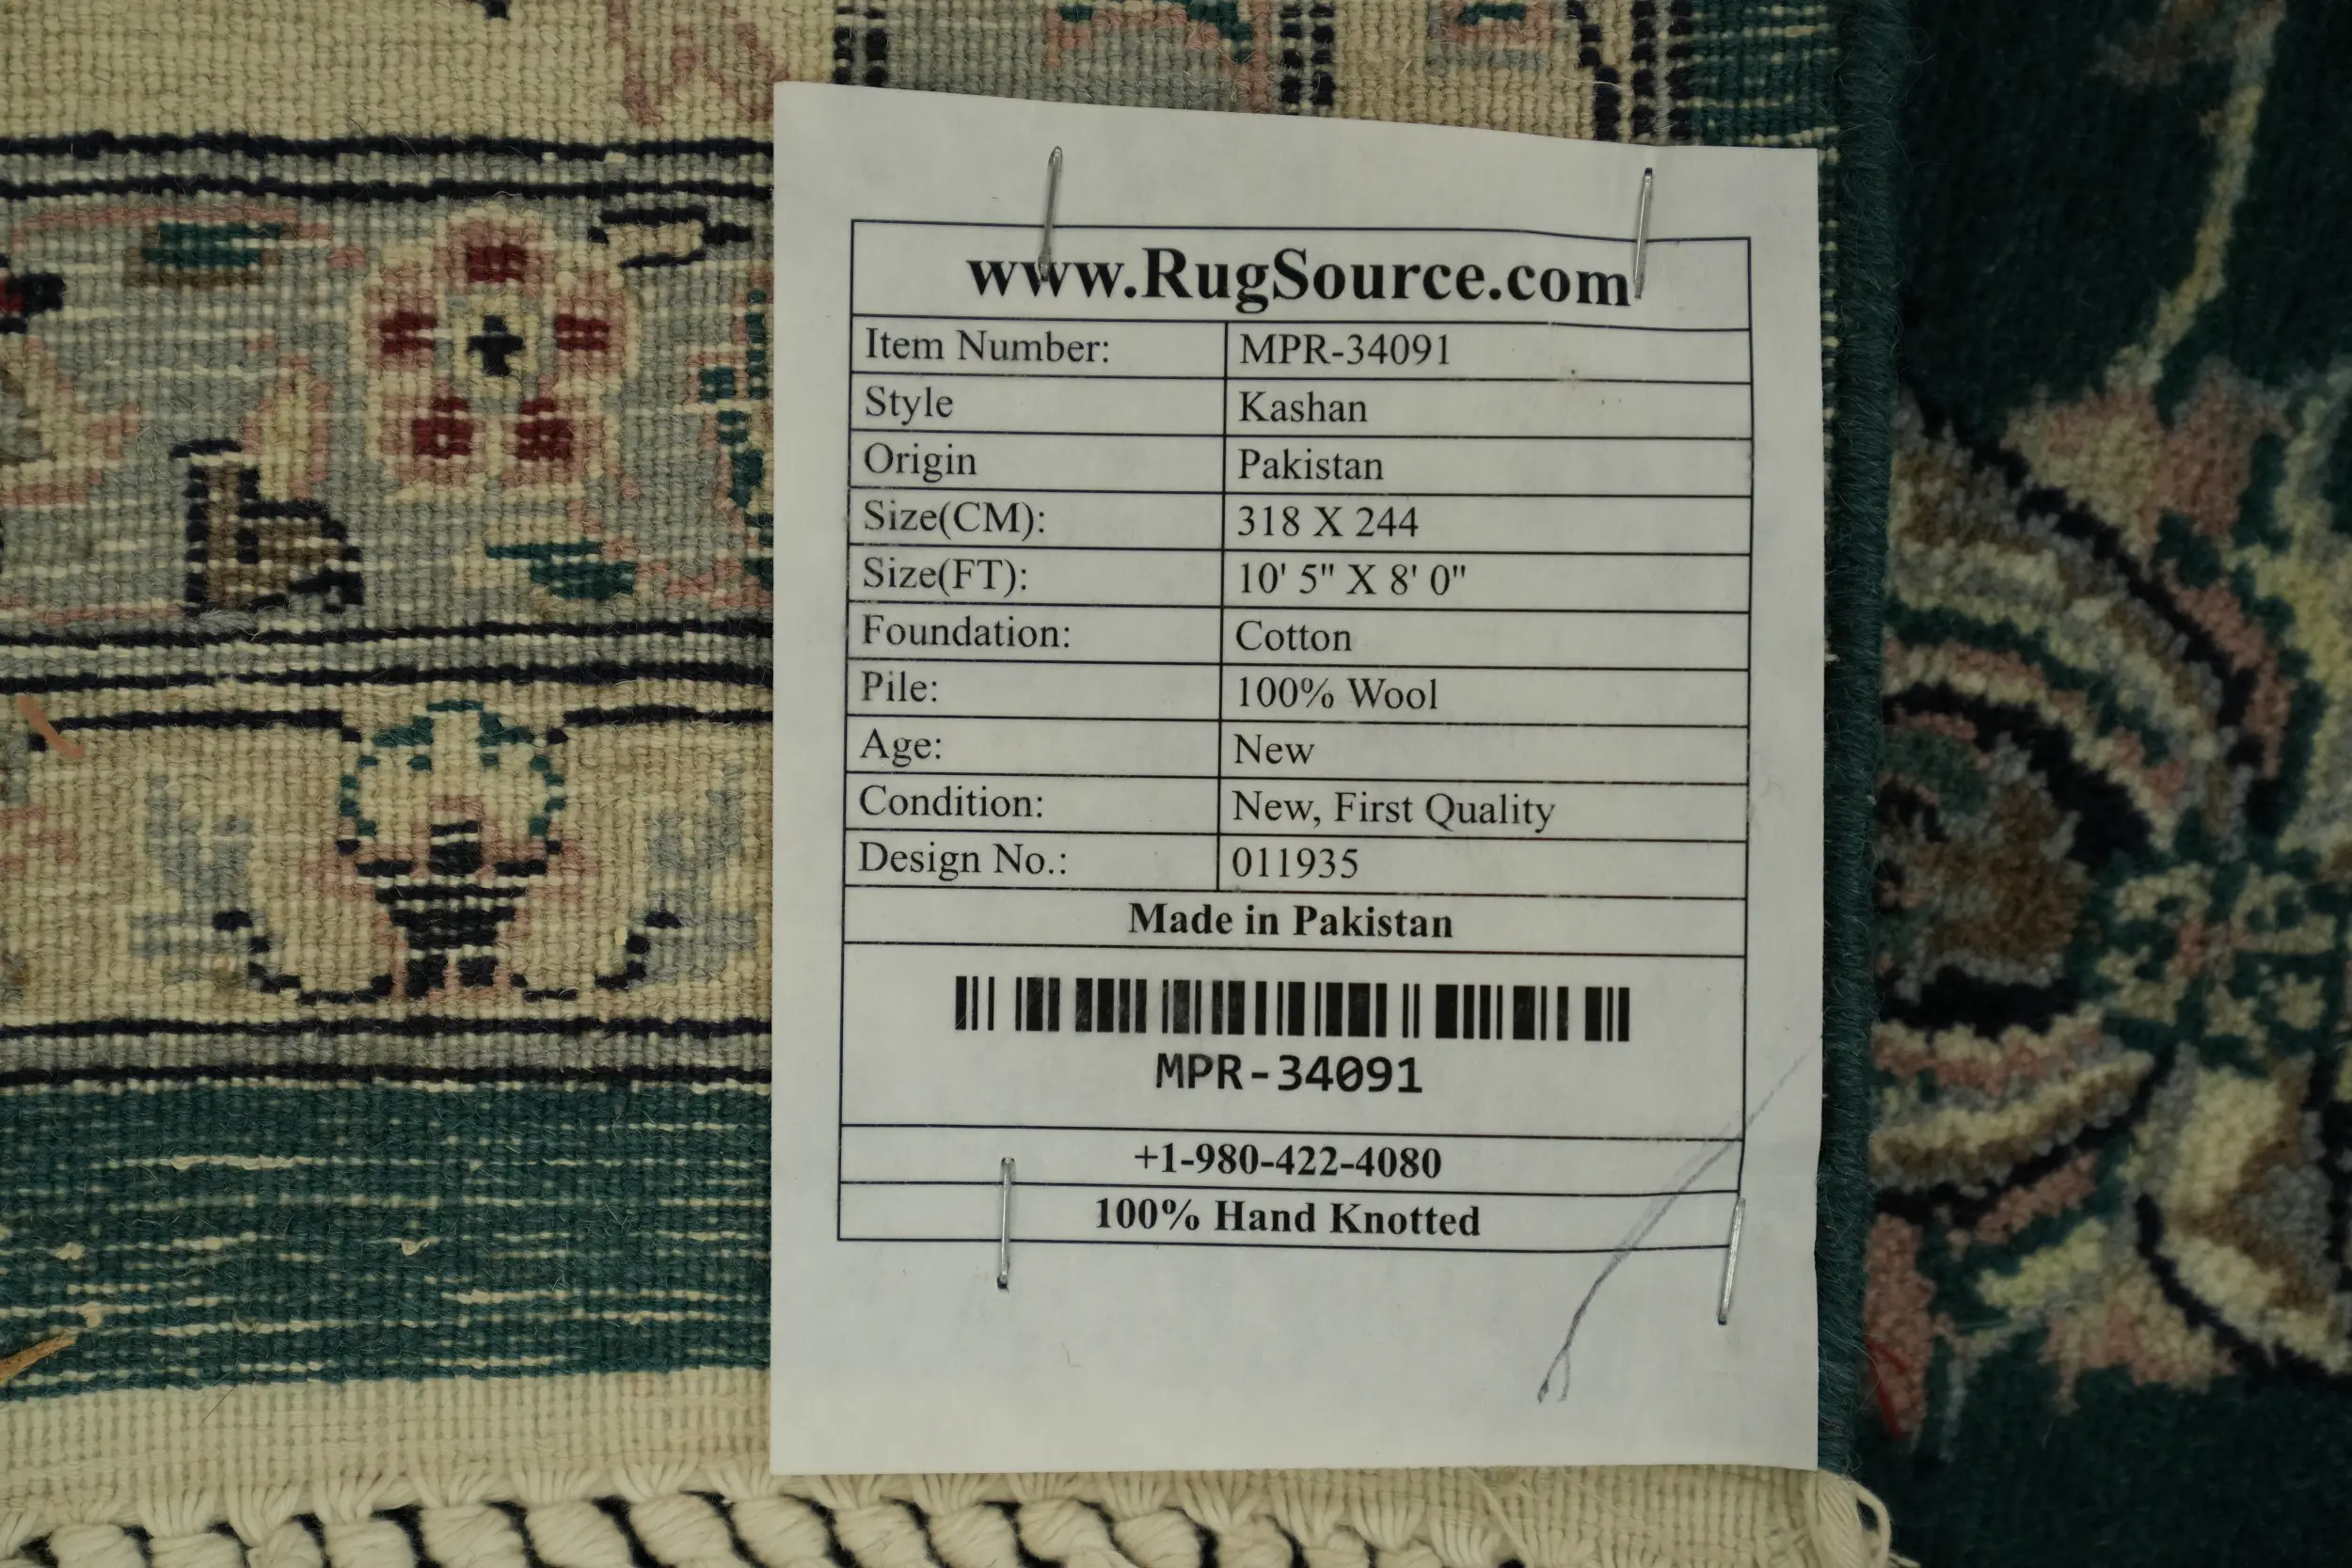 www.RugSource.com
Item Number: MPR-34091
Style Kashan
Origin Pakistan
Size(CM): 318 X 244
Size(FT): 10' 5" X 8' 0"
Foundation: Cotton
Pile: 100% Wool
Age: New
Condition: New, First Quality
Design No.: 011935
Made in Pakistan
MPR-34091
+1-980-422-4080
100% Hand Knotted